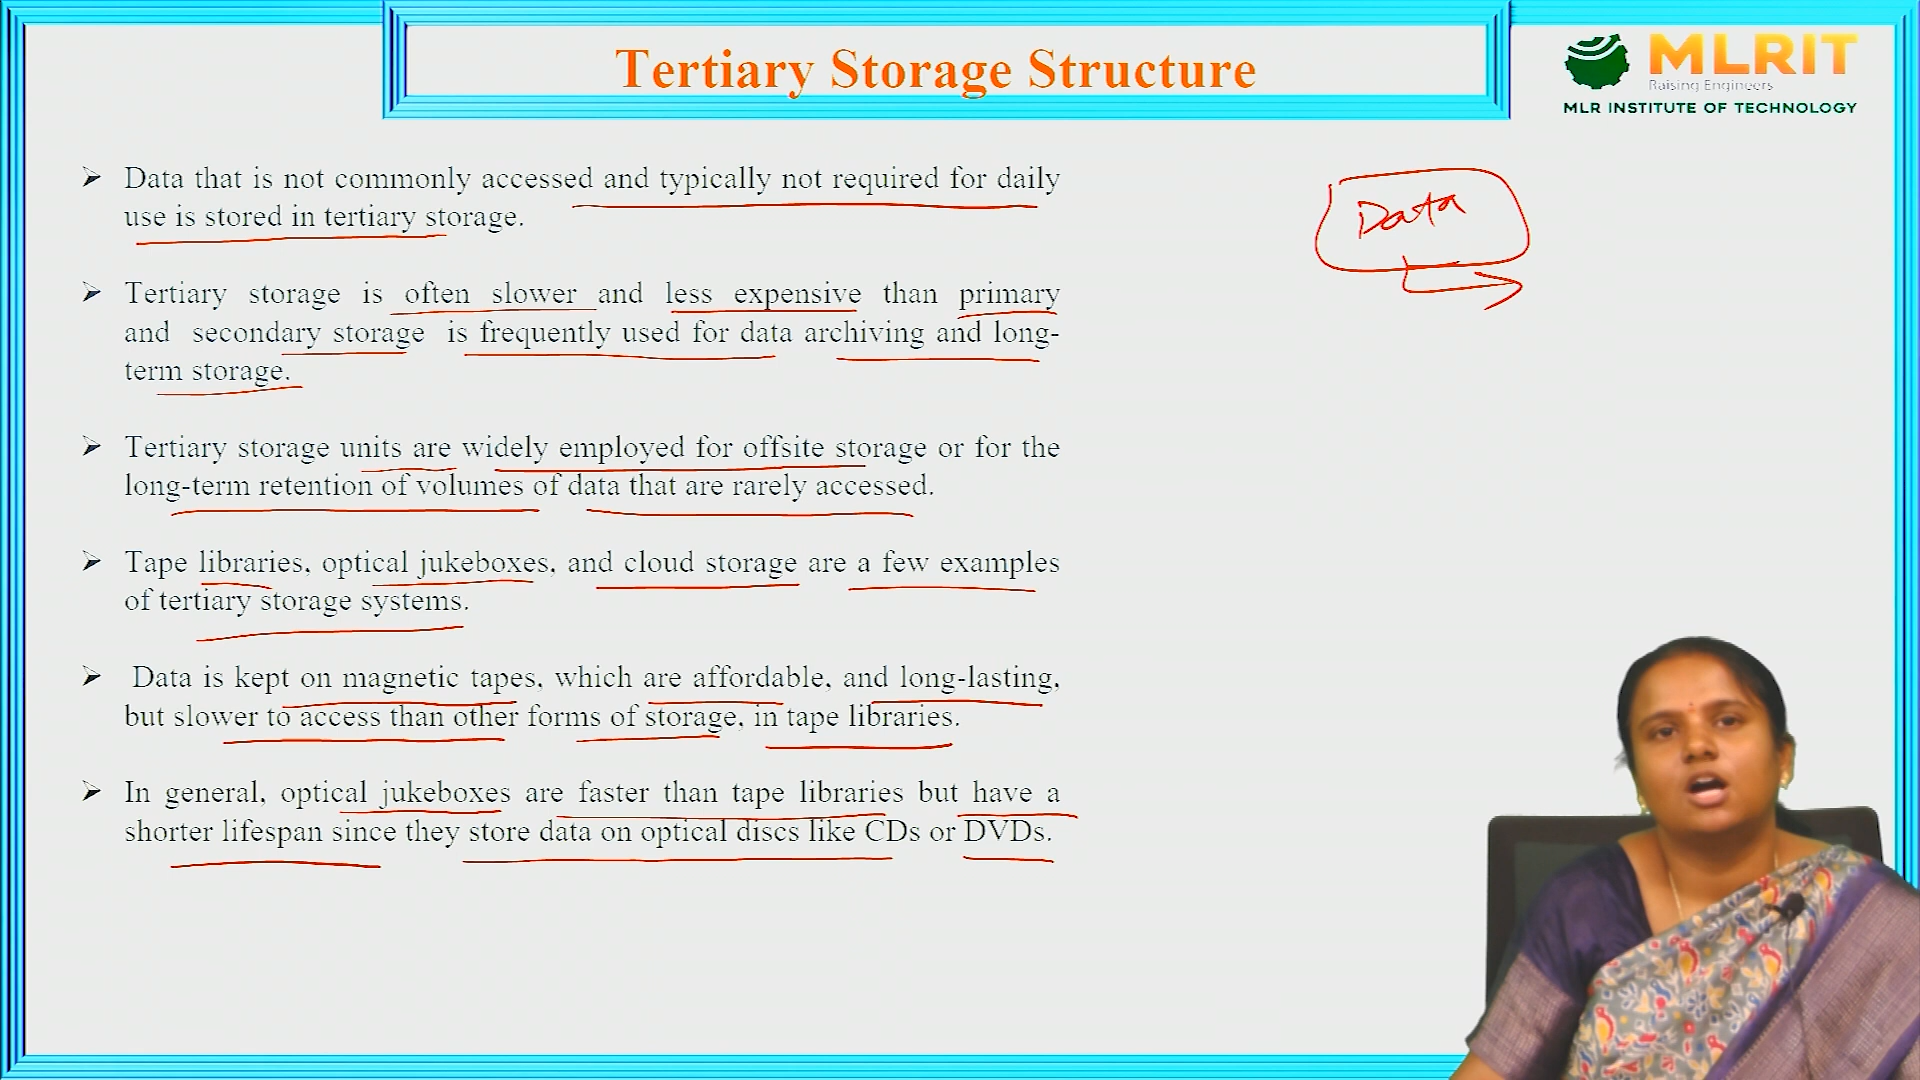 Tertiary Storage Structure
MLRIT
Raising Engineers
MLR INSTITUTE OF TECHNOLOGY
Data that is not commonly accessed and typically not required for daily
use is stored in tertiary storage.
Data
Tertiary storage is often slower and less expensive than primary
and secondary storage is frequently used for data archiving and long-
term storage.
Tertiary storage units are widely employed for offsite storage or for the
long-term retention of volumes of data that are rarely accessed.
Tape libraries, optical jukeboxes, and cloud storage are a few examples
of tertiary storage systems.
Data is kept on magnetic tapes, which are affordable, and long-lasting,
but slower to access than other forms of storage, in tape libraries.
In general, optical jukeboxes are faster than tape libraries but have a
shorter lifespan since they store data on optical discs like CDs or DVDs.